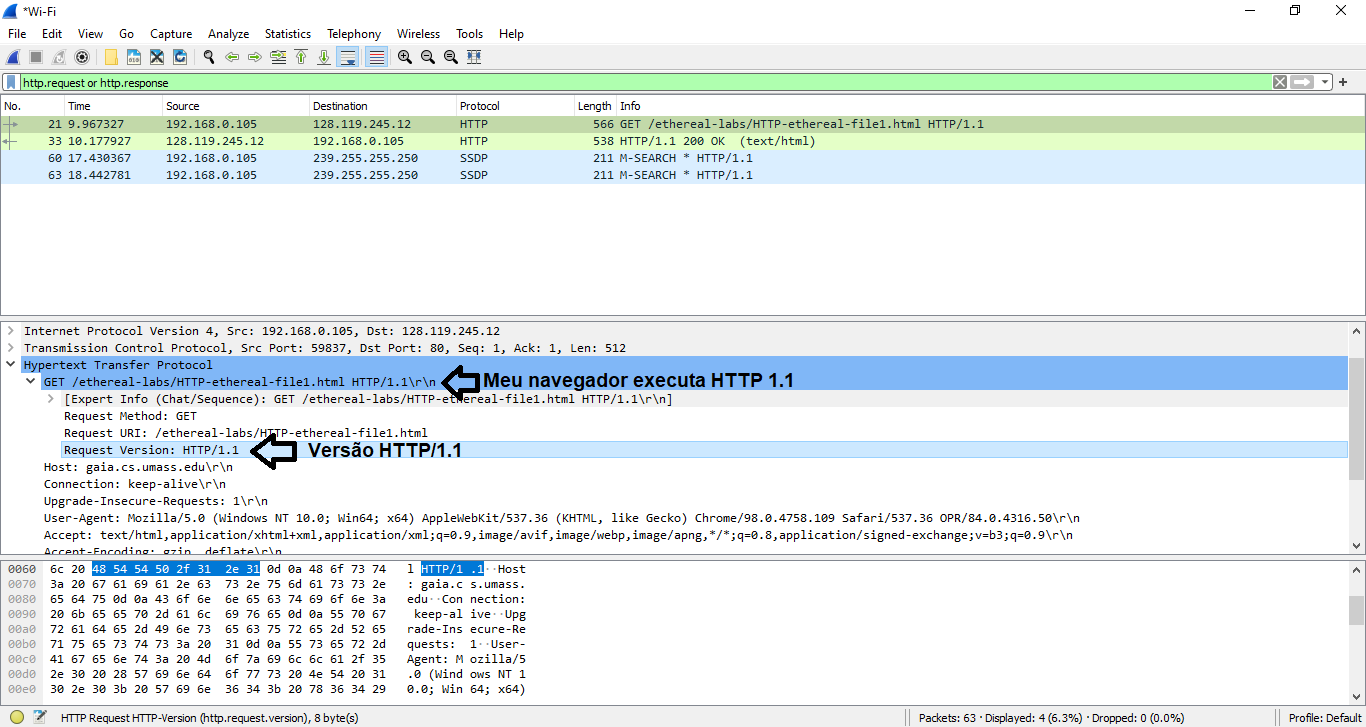 *Wi-Fi
File Edit View Go Capture Analyze Statistics Telephony Wireless Tools Help
http.request or http.response
No. Time Source Destination Protocol Length Info
21 9.967327 192.168.0.105 128.119.245.12 HTTP 566 GET /ethereal-labs/HTTP-ethereal-file1.html HTTP/1.1
33 10.177927 128.119.245.12 192.168.0.105 HTTP 538 HTTP/1.1 200 OK (text/html)
60 17.430367 192.168.0.105 239.255.255.250 SSDP 211 M-SEARCH * HTTP/1.1
63 18.442781 192.168.0.105 239.255.255.250 SSDP 211 M-SEARCH * HTTP/1.1
Internet Protocol Version 4, Src: 192.168.0.105, Dst: 128.119.245.12
Transmission Control Protocol, Src Port: 59837, Dst Port: 80, Seq: 1, Ack: 1, Len: 512
Hypertext Transfer Protocol
GET /ethereal-labs/HTTP-ethereal-file1.html HTTP/1.1\r\n Meu navegador executa HTTP 1.1
[Expert Info (Chat/Sequence): GET /ethereal-labs/HTTP-ethereal-file1.html HTTP/1.1\r\n]
Request Method: GET
Request URI: /ethereal-labs/HTTP-ethereal-file1.html
Request Version: HTTP/1.1 Versão HTTP/1.1
Host: gaia.cs.umass.edu\r\n
Connection: keep-alive\r\n
Upgrade-Insecure-Requests: 1\r\n
User-Agent: Mozilla/5.0 (Windows NT 10.0; Win64; x64) AppleWebKit/537.36 (KHTML, like Gecko) Chrome/98.0.4758.109 Safari/537.36 OPR/84.0.4316.50\r\n
Accept: text/html,application/xhtml+xml,application/xml;q=0.9,image/avif,image/webp,image/apng,*/*;q=0.8,application/signed-exchange;v=b3;q=0.9\r\n
Accept-Encoding: gzip, deflate\r\n
0060 6c 20 48 54 54 50 2f 31 2e 31 0d 0a 48 6f 73 74 l HTTP/1 .1··Host
0070 3a 20 67 61 69 61 2e 63 73 2e 75 6d 61 73 73 2e : gaia.c s.umass.
0080 65 64 75 0d 0a 43 6f 6e 6e 65 63 74 69 6f 6e 3a edu··Con nection:
0090 20 6b 65 65 70 2d 61 6c 69 76 65 0d 0a 55 70 67 keep-al ive··Upg
00a0 72 61 64 65 2d 49 6e 73 65 63 75 72 65 2d 52 65 rade-Ins ecure-Re
00b0 71 75 65 73 74 73 3a 20 31 0d 0a 55 73 65 72 2d quests: 1··User-
00c0 41 67 65 6e 74 3a 20 4d 6f 7a 69 6c 6c 61 2f 35 Agent: M ozilla/5
00d0 2e 30 20 28 57 69 6e 64 6f 77 73 20 4e 54 20 31 .0 (Wind ows NT 1
00e0 30 2e 30 3b 20 57 69 6e 36 34 3b 20 78 36 34 29 0.0; Win 64; x64)
HTTP Request HTTP-Version (http.request.version), 8 byte(s) Packets: 63 · Displayed: 4 (6.3%) · Dropped: 0 (0.0%) Profile: Default